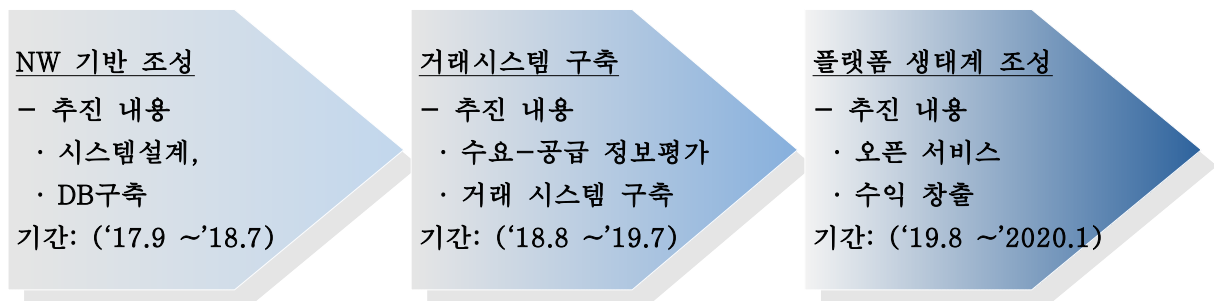 NW 기반 조성
- 추진 내용
· 시스템설계,
· DB구축
기간: (‘17.9 ~’18.7)
거래시스템 구축
- 추진 내용
· 수요-공급 정보평가
· 거래 시스템 구축
기간: (‘18.8 ~’19.7)
플랫폼 생태계 조성
- 추진 내용
· 오픈 서비스
· 수익 창출
기간: (‘19.8 ~’2020.1)